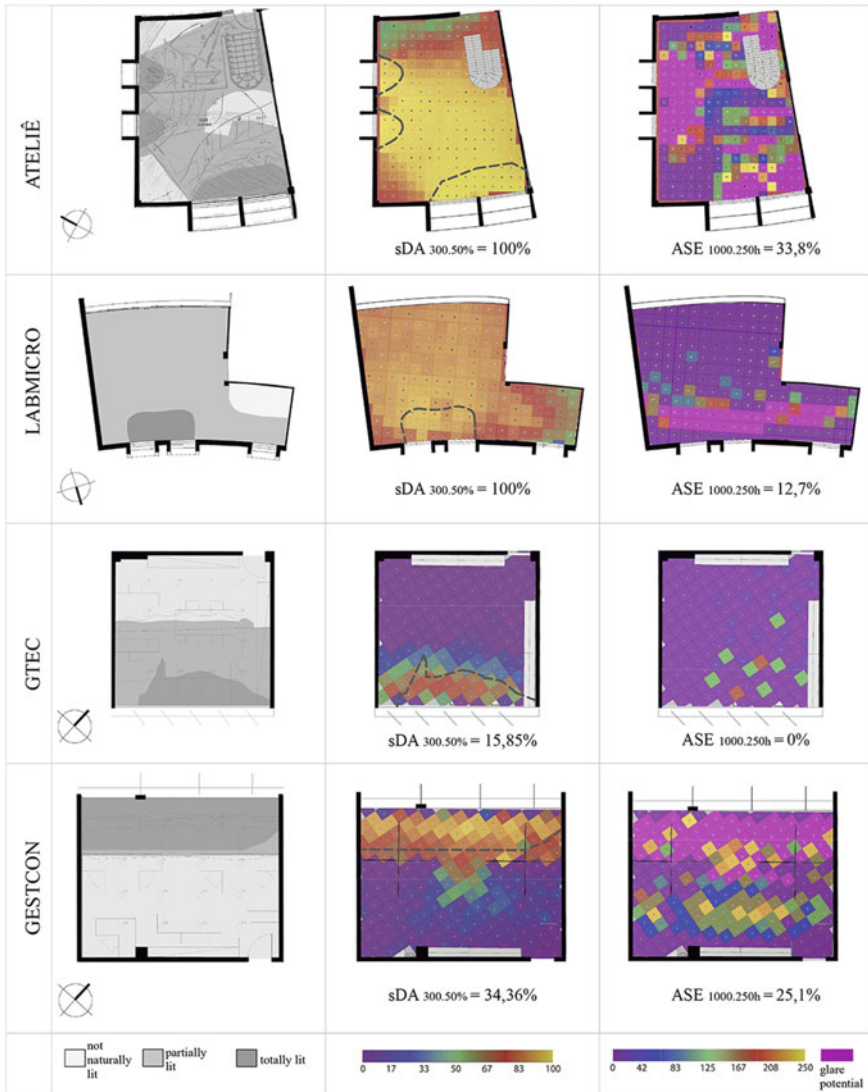 ATELIÊ
sDA 300.50% = 100%
ASE 1000.250h = 33,8%
LABMICRO
sDA 300.50% = 100%
ASE 1000.250h = 12,7%
GTEC
sDA 300.50% = 15,85%
ASE 1000.250h = 0%
GESTCON
sDA 300.50% = 34,36%
ASE 1000.250h = 25,1%
not
naturally
lit
partially
lit
totally lit
0 17 33 50 67 83 100
0 42 83 125 167 208 250
glare
potential